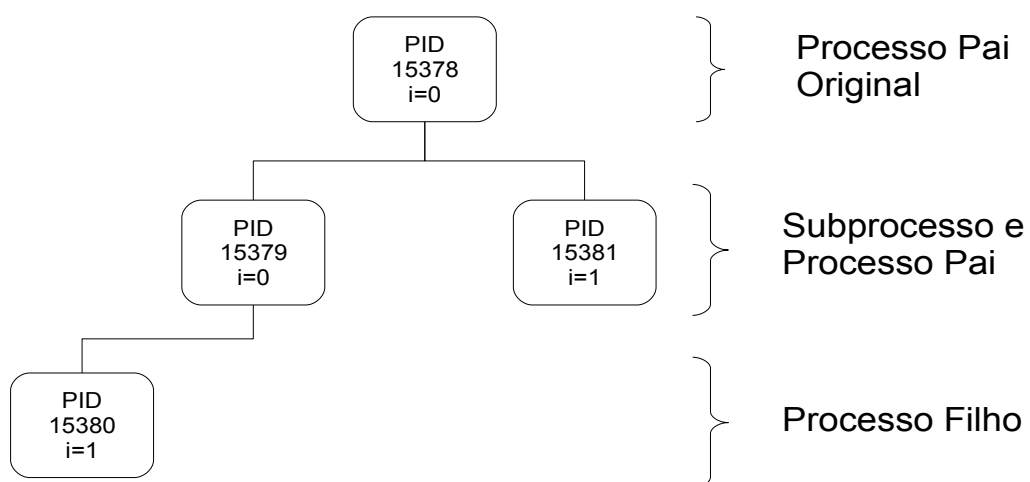 PID
15378
i=0
Processo Pai
Original
PID
15379
i=0
PID
15381
i=1
Subprocesso e
Processo Pai
PID
15380
i=1
Processo Filho